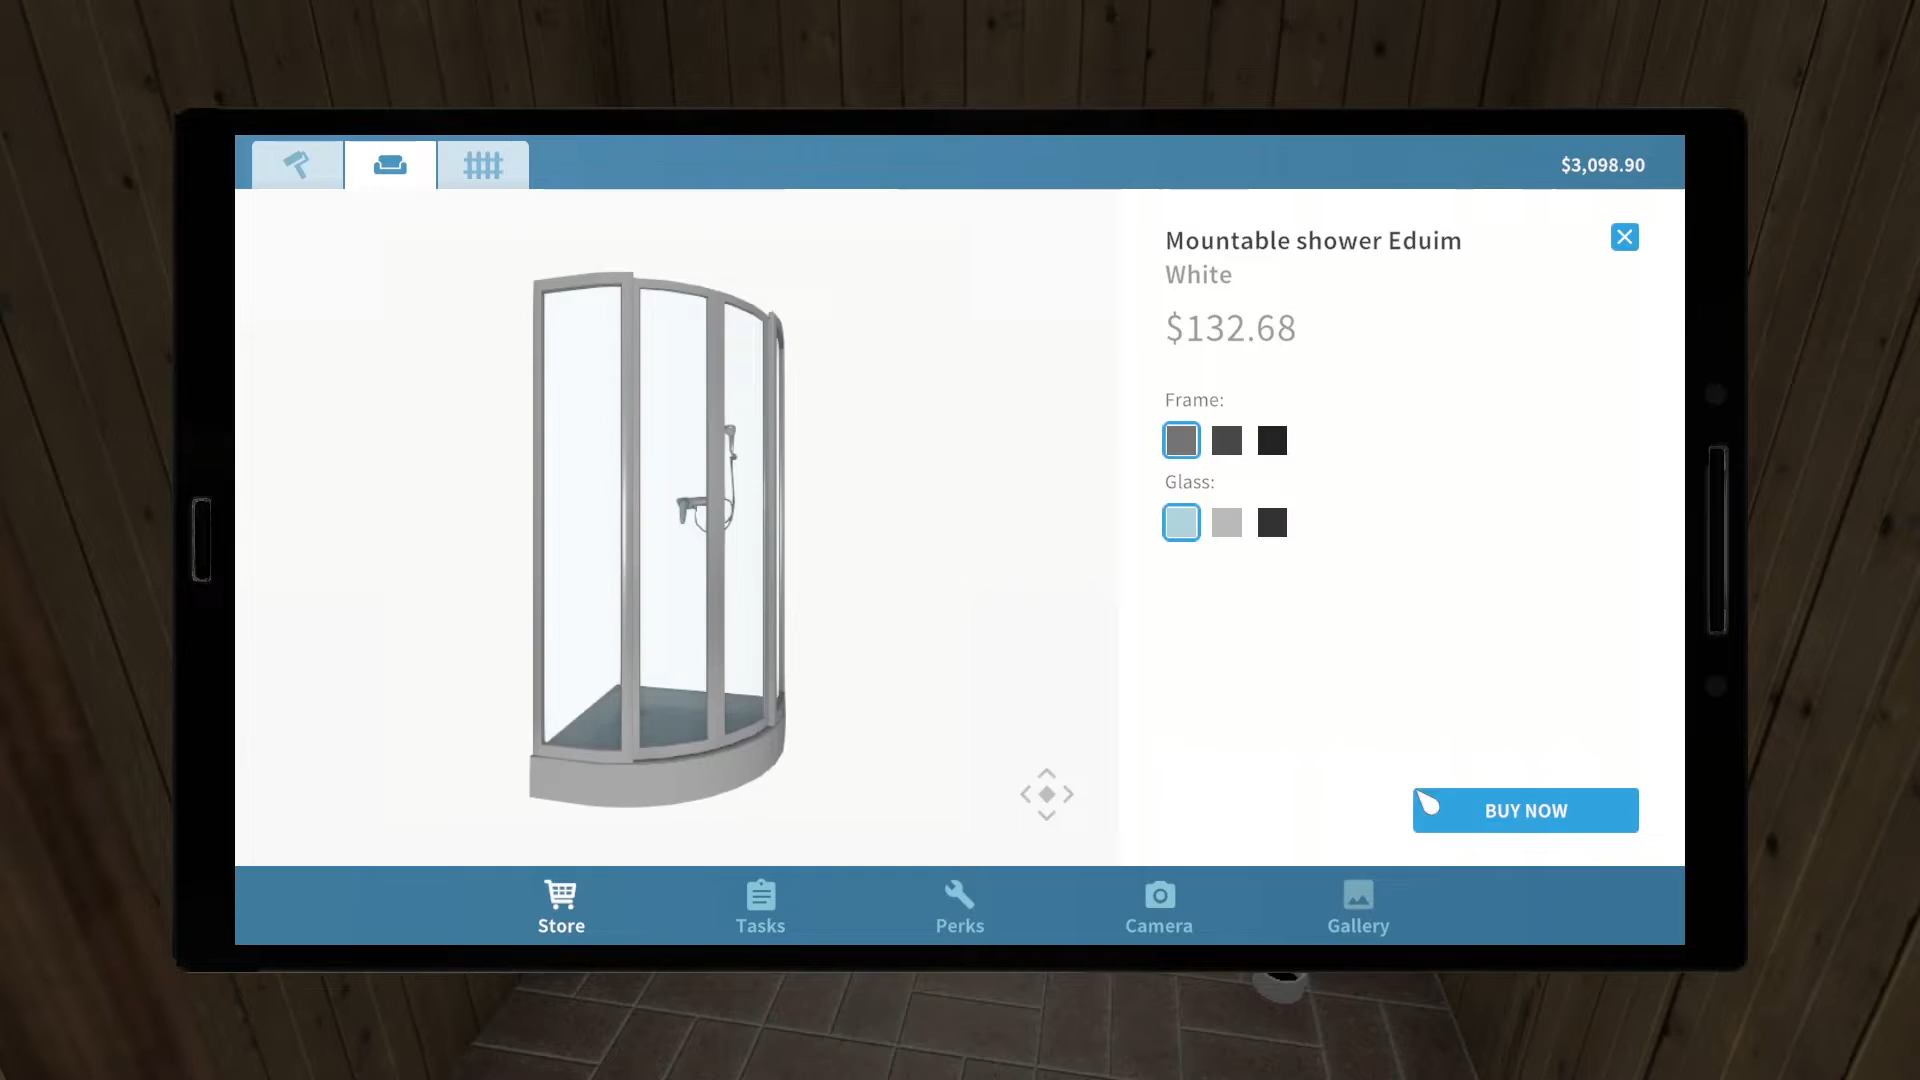 $3,098.90
Mountable shower Eduim
White
$132.68
Frame:
Glass:
BUY NOW
Store
Tasks
Perks
Camera
Gallery